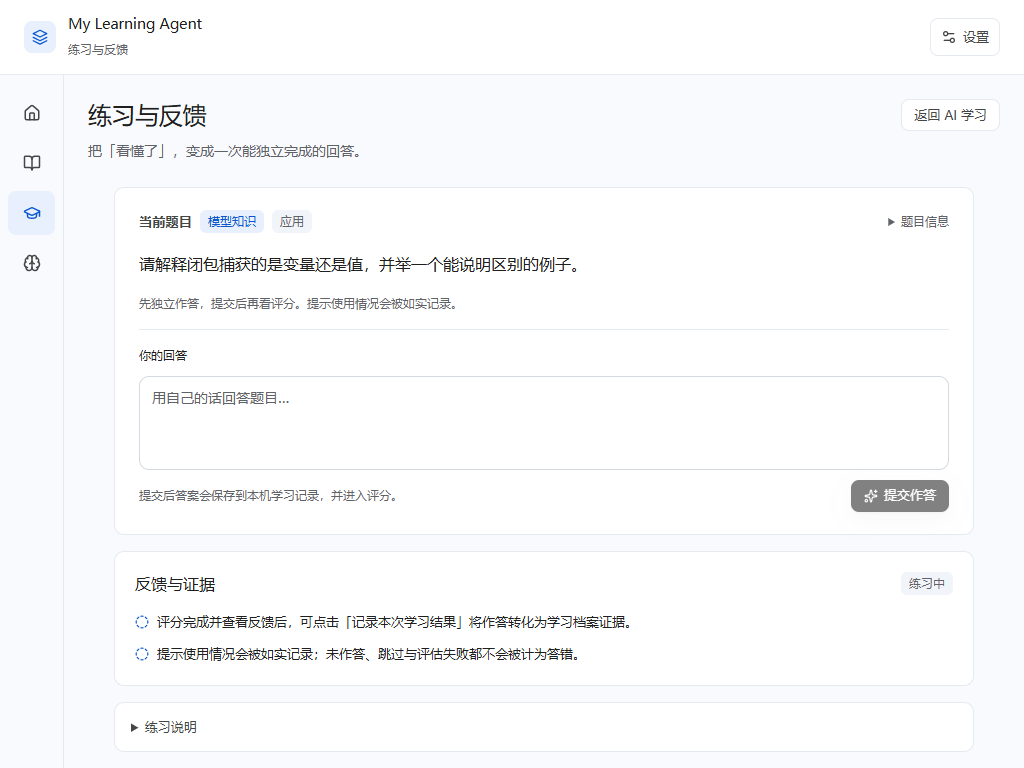 My Learning Agent
练习与反馈
设置
练习与反馈
返回 AI 学习
把「看懂了」，变成一次能独立完成的回答。
当前题目
模型知识
应用
题目信息
请解释闭包捕获的是变量还是值，并举一个能说明区别的例子。
先独立作答，提交后再看评分。提示使用情况会被如实记录。
你的回答
用自己的话回答题目...
提交后答案会保存到本机学习记录，并进入评分。
提交作答
反馈与证据
练习中
评分完成并查看反馈后，可点击「记录本次学习结果」将作答转化为学习档案证据。
提示使用情况会被如实记录；未作答、跳过与评估失败都不会被计为答错。
练习说明